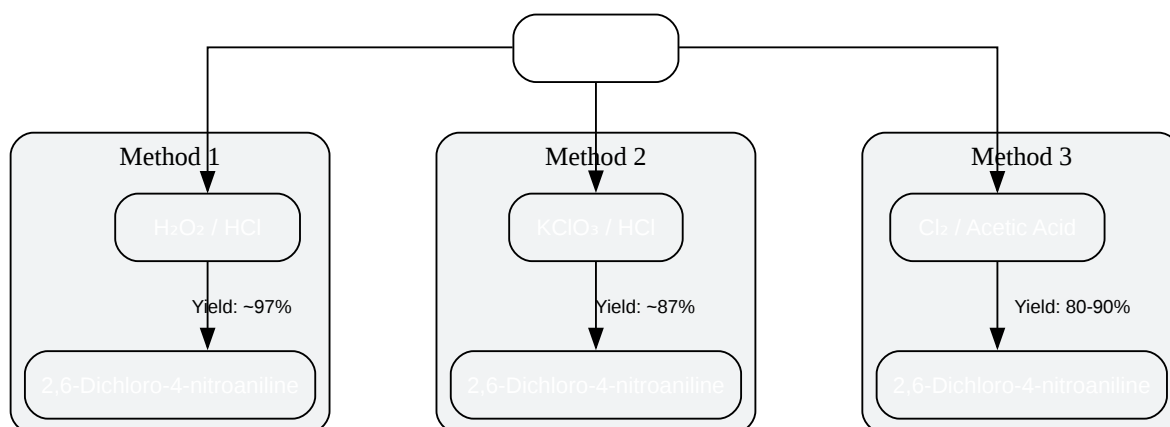 Method 1
Method 2
Method 3
H₂O₂ / HCl
KClO₃ / HCl
Cl₂ / Acetic Acid
Yield: ~97%
Yield: ~87%
Yield: 80-90%
2,6-Dichloro-4-nitroaniline
2,6-Dichloro-4-nitroaniline
2,6-Dichloro-4-nitroaniline